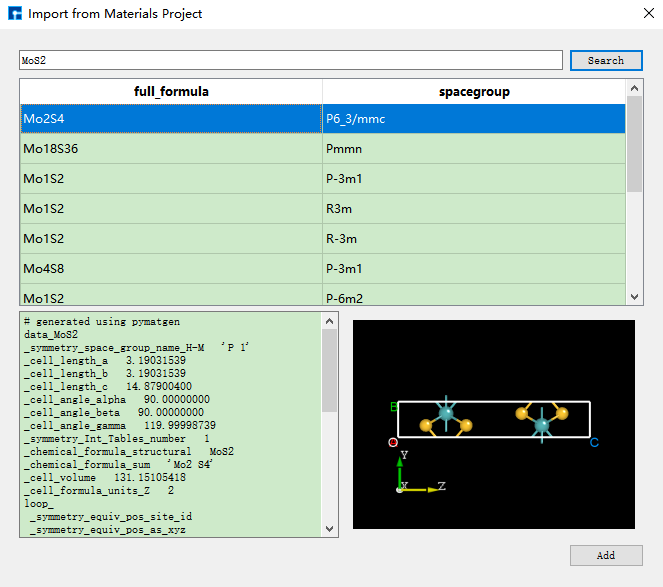 Import from Materials Project
MoS2 Search
full_formula spacegroup
Mo2S4 P6_3/mmc
Mo18S36 Pmmn
Mo1S2 P-3m1
Mo1S2 R3m
Mo1S2 R-3m
Mo4S8 P-3m1
Mo1S2 P-6m2
# generated using pymatgen
data_MoS2
_symmetry_space_group_name_H-M 'P 1'
_cell_length_a 3.19031539
_cell_length_b 3.19031539
_cell_length_c 14.87900400
_cell_angle_alpha 90.00000000
_cell_angle_beta 90.00000000
_cell_angle_gamma 119.99998739
_symmetry_Int_Tables_number 1
_chemical_formula_structural MoS2
_chemical_formula_sum 'Mo2 S4'
_cell_volume 131.15105418
_cell_formula_units_Z 2
loop_
_symmetry_equiv_pos_site_id
_symmetry_equiv_pos_as_xyz
B
O C
Y
X Z
Add